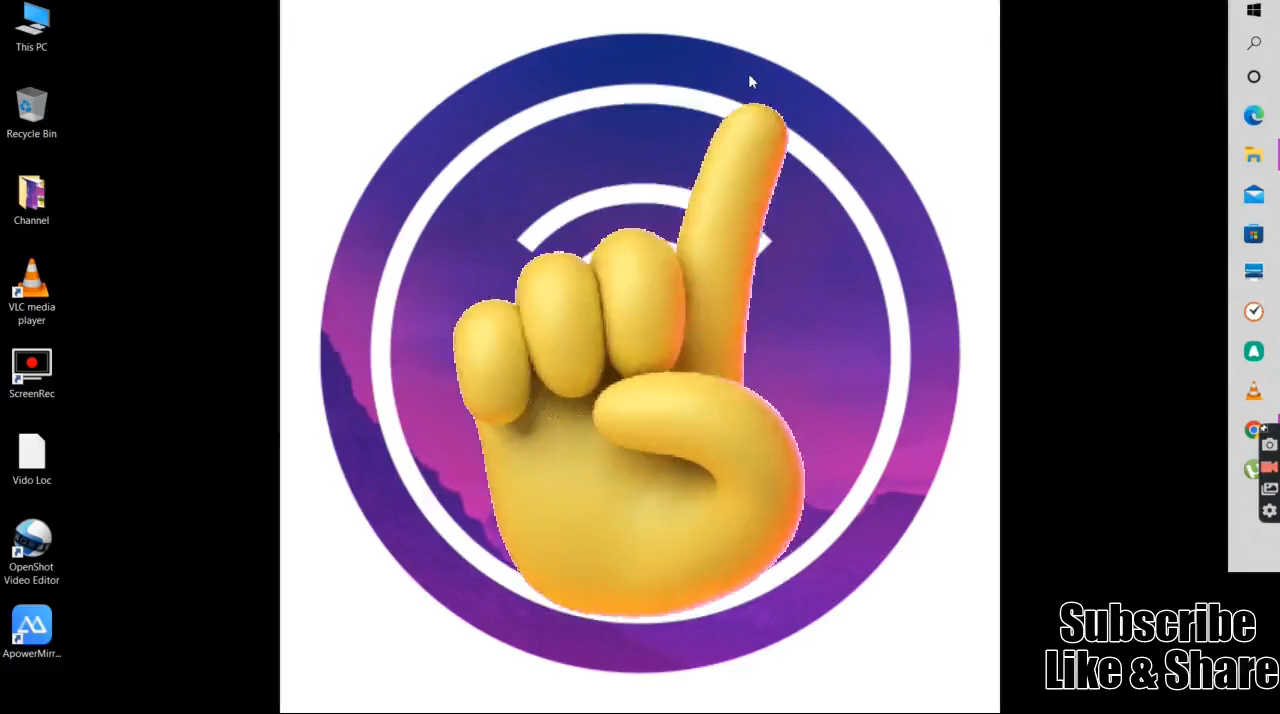 This PC
Recycle Bin
Channel
VLC media
player
ScreenRec
Vido Loc
OpenShot
Video Editor
ApowerMirr...
Subscribe
Like & Share